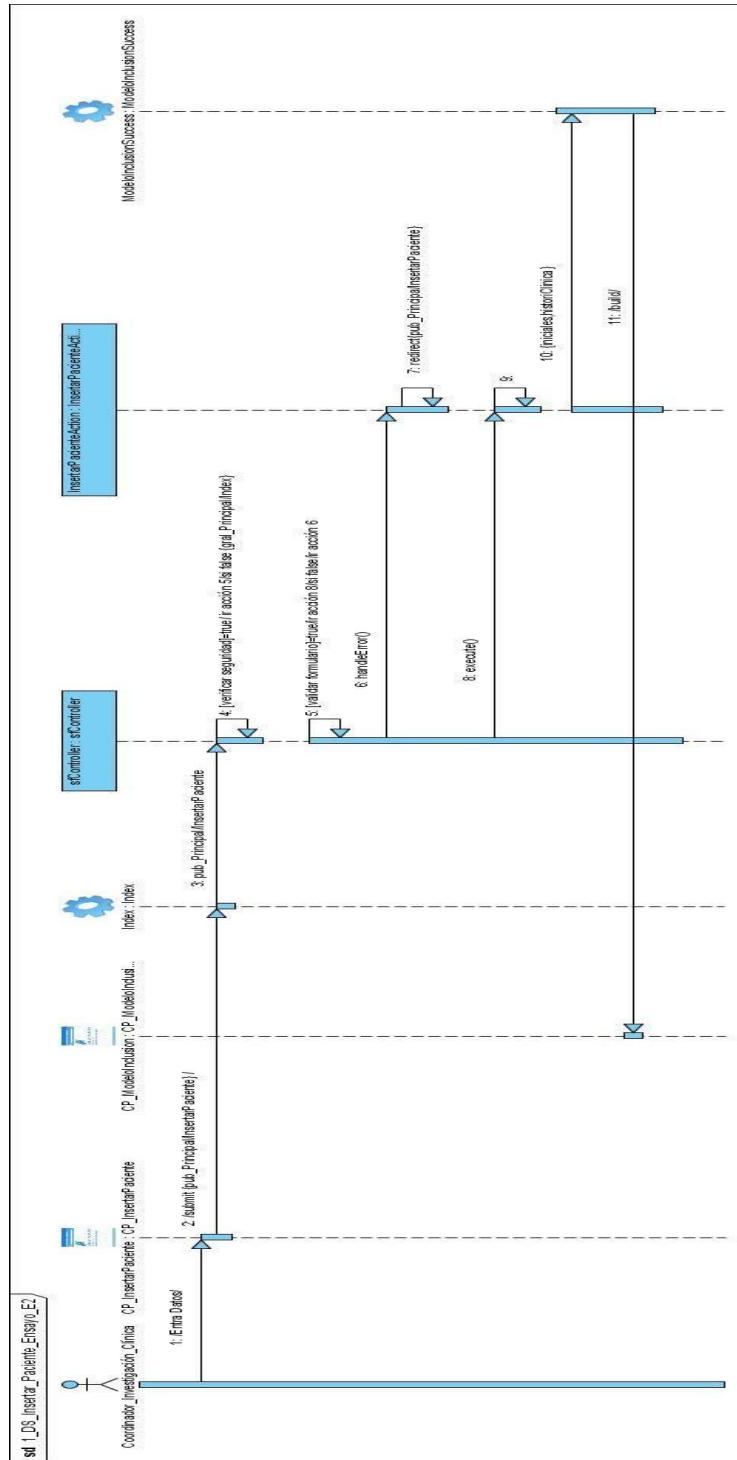 sd 1_DS_Insertar_Paciente_Ensayo_E2
Coordinador_Investigación_Clínica
CP_InsertarPaciente : CP_InsertarPaciente
CP_ModeloInclusion : CP_ModeloInclusi...
Index : Index
sfController : sfController
InsertarPacienteAction : InsertarPacienteActi...
ModeloInclusionSuccess : ModeloInclusionSuccess
1: /Entra Datos/
2: /submit {pub_Principal/InsertarPaciente} /
3: pub_Principal/InsertarPaciente
4: [verificar seguridad]=true/ ir acción 5/si false {gral_Principal/Index}
5: [validar formulario]=true/ir acción 8/si false/ir acción 6
6: handleError()
7: redirect{pub_Principal/InsertarPaciente}
8: execute()
9:
10: {iniciales,historiClinica}
11: /build/